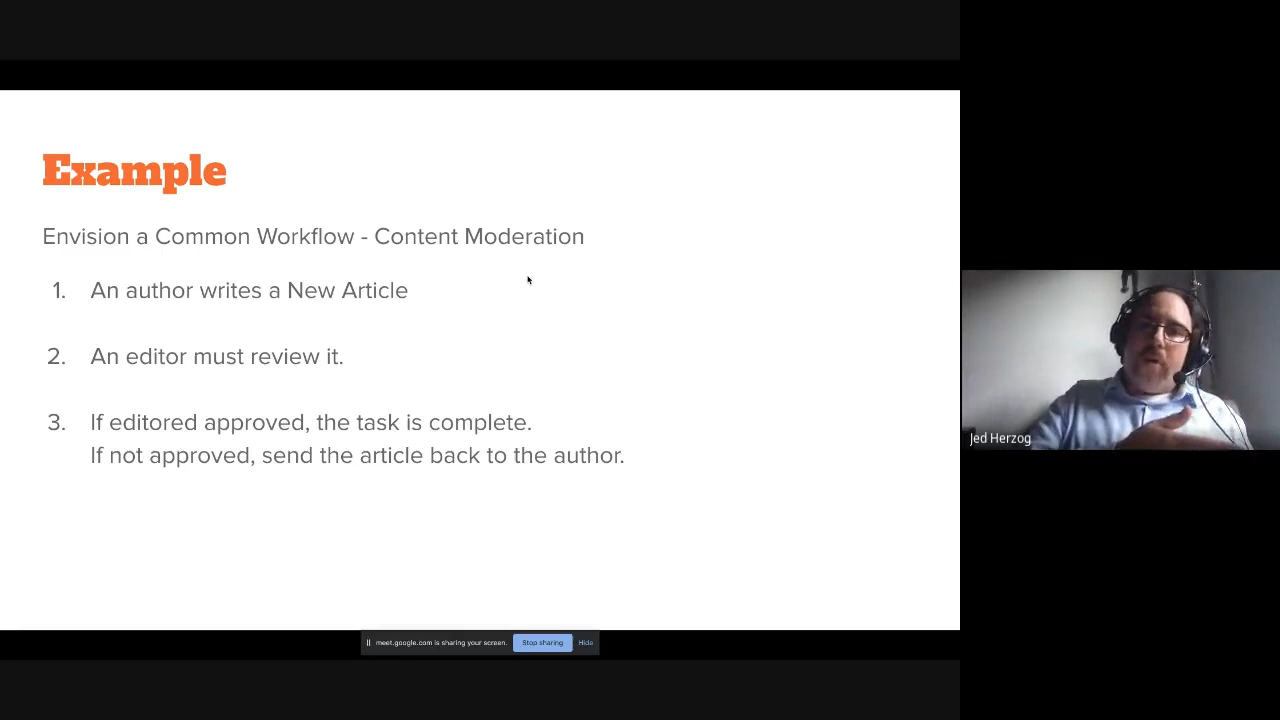 Example
Envision a Common Workflow - Content Moderation
1. An author writes a New Article
2. An editor must review it.
3. If editored approved, the task is complete.
If not approved, send the article back to the author.
Jed Herzog
meet.google.com is sharing your screen. Stop sharing Hide